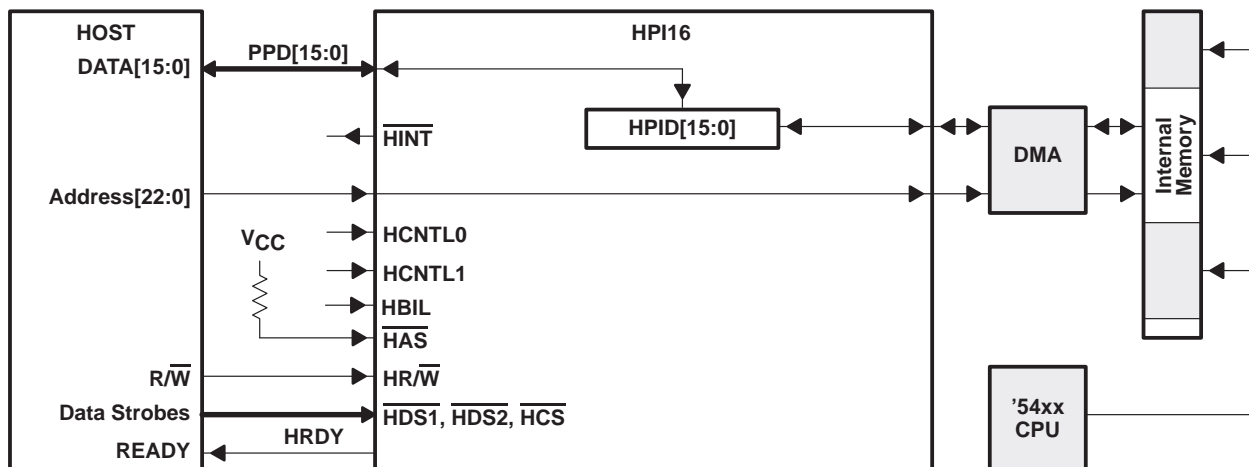 HOST
HPI16
DATA[15:0]
PPD[15:0]
HPID[15:0]
HINT
DMA
Internal
Memory
Address[22:0]
VCC
HCNTL0
HCNTL1
HBIL
HAS
R/W
HR/W
Data Strobes
HDS1, HDS2, HCS
READY
HRDY
'54xx
CPU